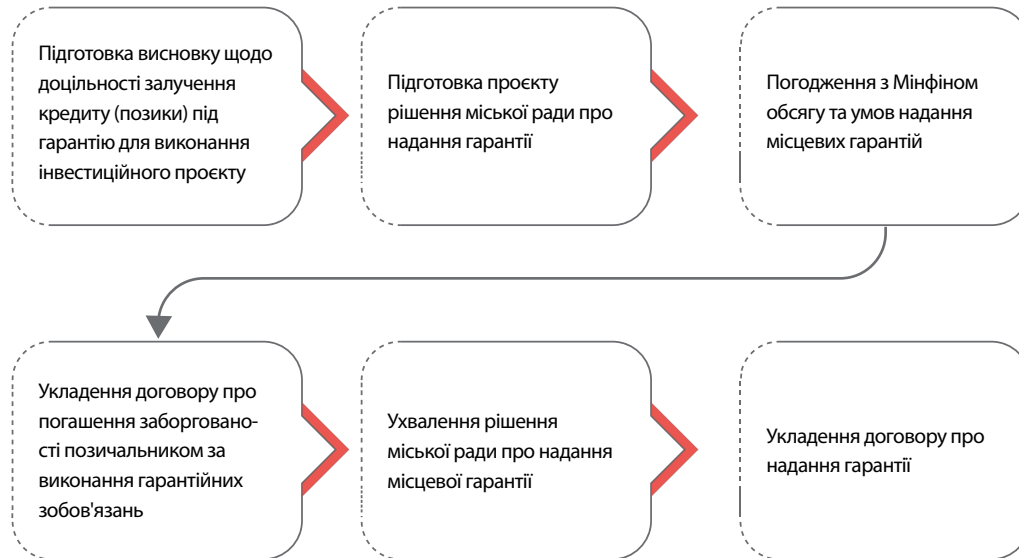 Підготовка висновку щодо
доцільності залучення
кредиту (позики) під
гарантію для виконання
інвестиційного проєкту
Підготовка проєкту
рішення міської ради про
надання гарантії
Погодження з Мінфіном
обсягу та умов надання
місцевих гарантій
Укладення договору про
погашення заборговано-
сті позичальником за
виконання гарантійних
зобов'язань
Ухвалення рішення
міської ради про надання
місцевої гарантії
Укладення договору про
надання гарантії